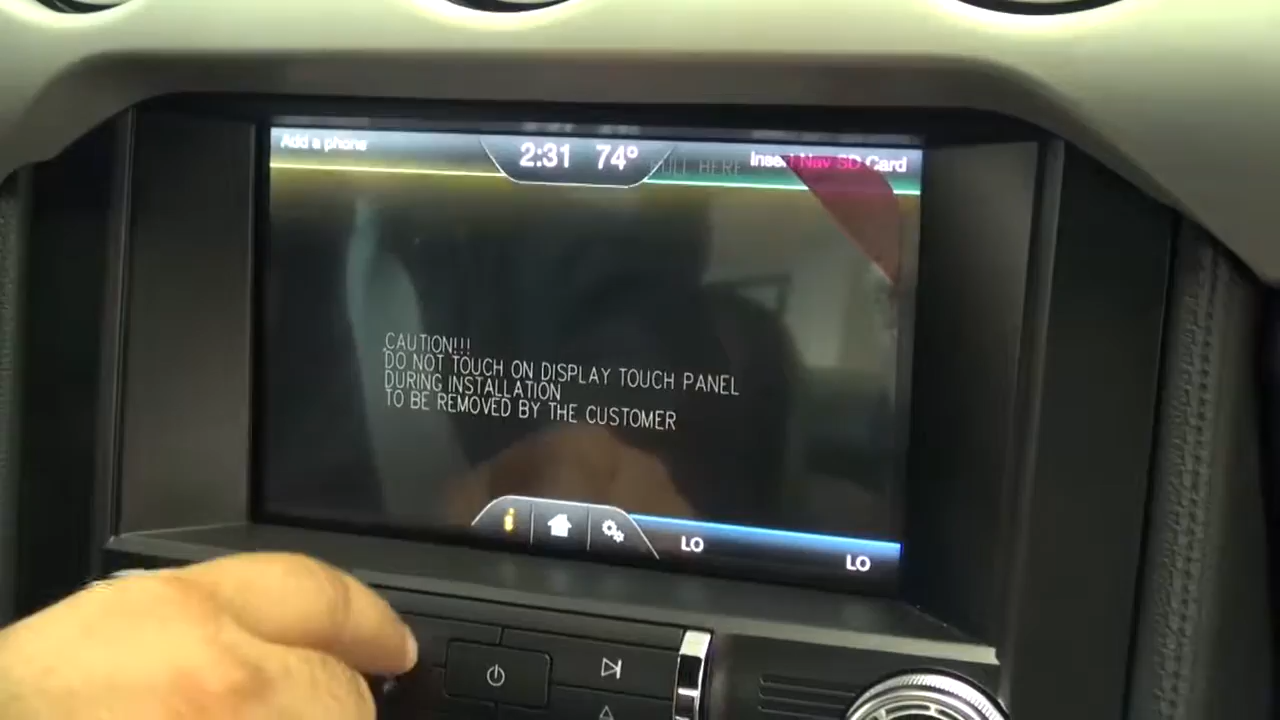 Add a phone
2:31 74°
PULL HERE
Insert Nav SD Card
CAUTION!!!
DO NOT TOUCH ON DISPLAY TOUCH PANEL
DURING INSTALLATION
TO BE REMOVED BY THE CUSTOMER
i
LO
LO